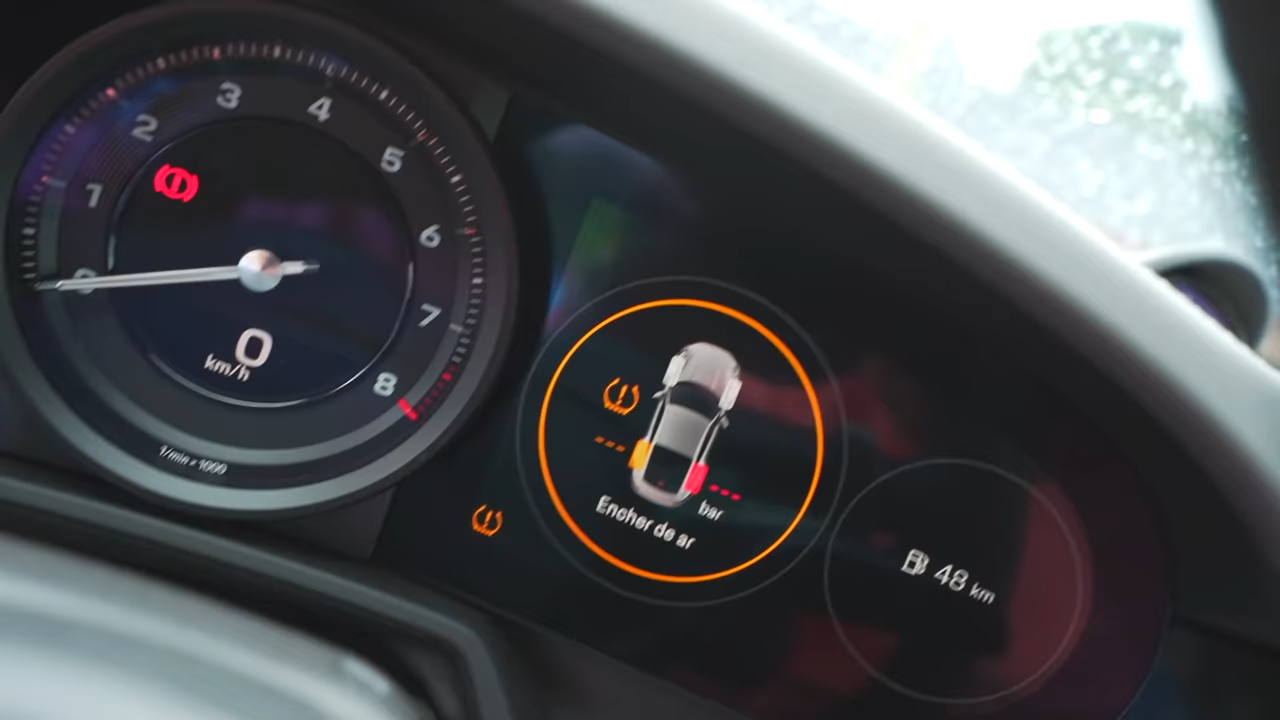 0
1
2
3
4
5
6
7
8
0
km/h
1/min x 1000
---
---
bar
Encher de ar
48 km